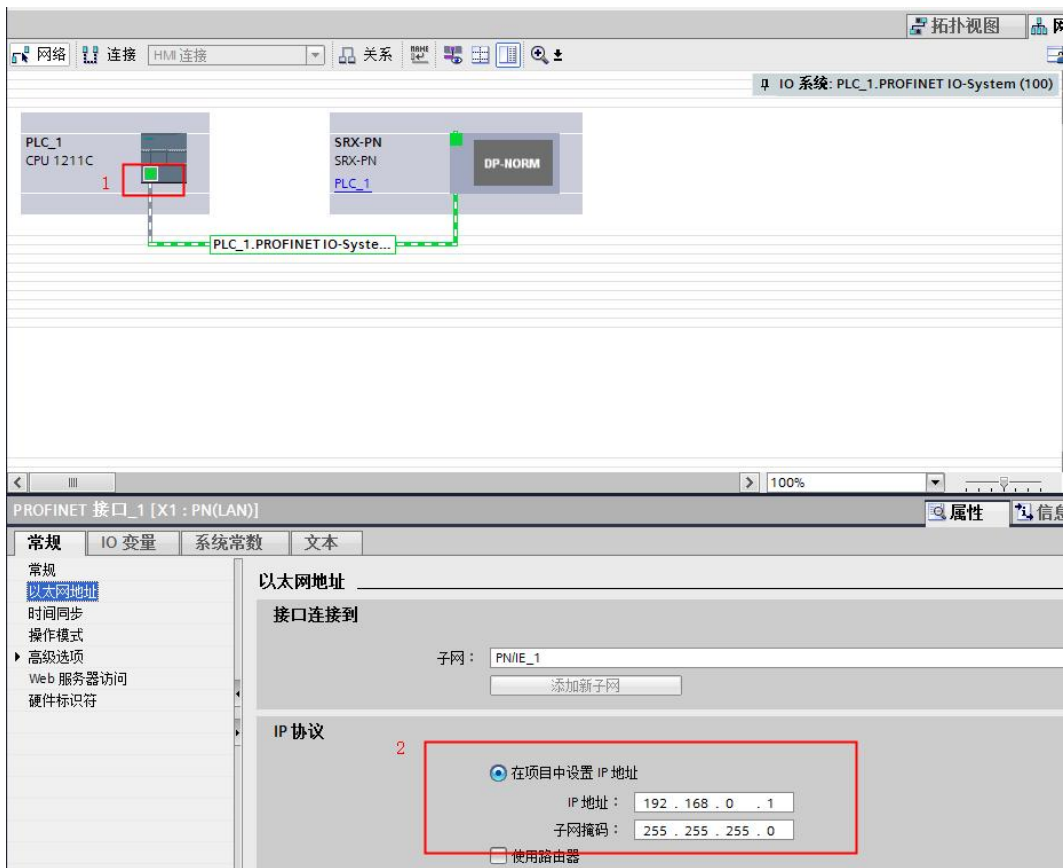 拓扑视图
网络 连接 HMI 连接 关系
IO 系统: PLC_1.PROFINET IO-System (100)
PLC_1
CPU 1211C
1
SRX-PN
SRX-PN
PLC_1
DP-NORM
PLC_1.PROFINET IO-Syste...
100%
PROFINET 接口_1 [X1 : PN(LAN)]
属性 信息
常规 IO 变量 系统常数 文本
常规
以太网地址
时间同步
操作模式
高级选项
Web 服务器访问
硬件标识符
以太网地址
接口连接到
子网：
PN/IE_1
添加新子网
IP 协议
2
在项目中设置 IP 地址
IP 地址： 192 . 168 . 0 . 1
子网掩码： 255 . 255 . 255 . 0
使用路由器